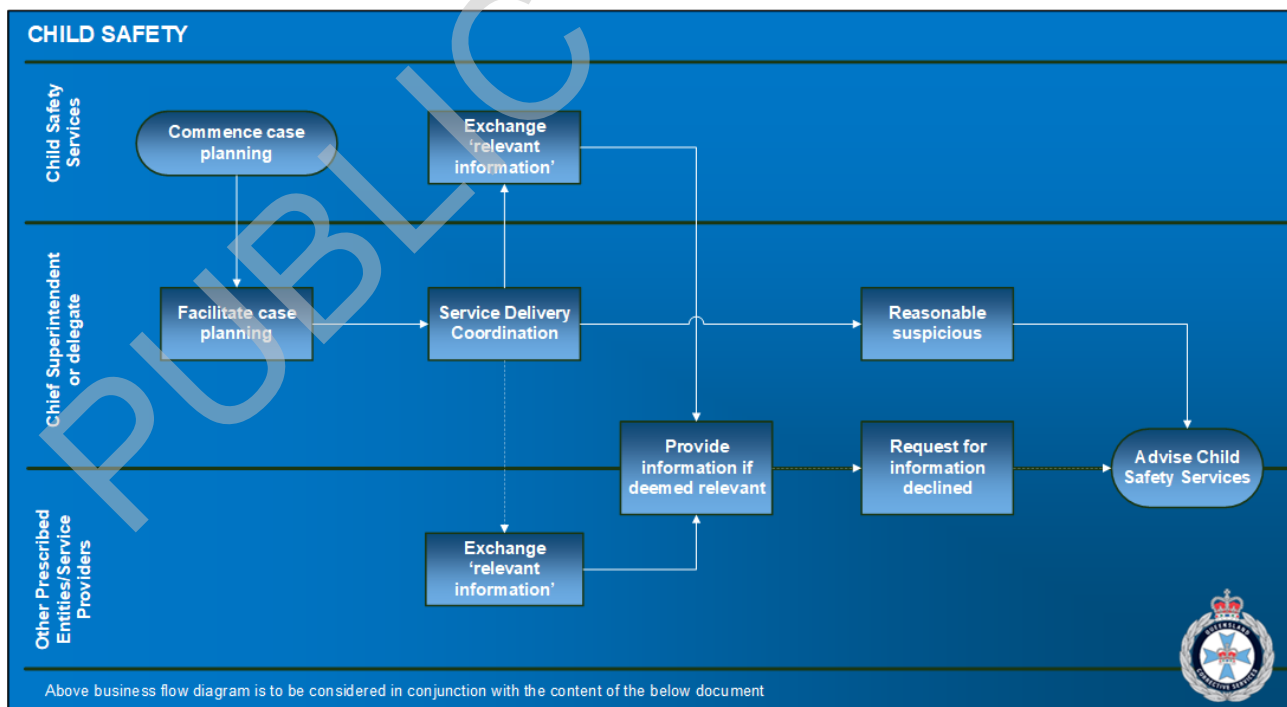 CHILD SAFETY
Child Safety
Services
Commence case
planning
Exchange
‘relevant
information’
Chief Superintendent
or delegate
Facilitate case
planning
Service Delivery
Coordination
Reasonable
suspicious
Provide
information if
deemed relevant
Request for
information
declined
Advise Child
Safety Services
Other Prescribed
Entities/Service
Providers
Exchange
‘relevant
information’
PUBLIC
QUEENSLAND
CORRECTIVE SERVICES
Above business flow diagram is to be considered in conjunction with the content of the below document